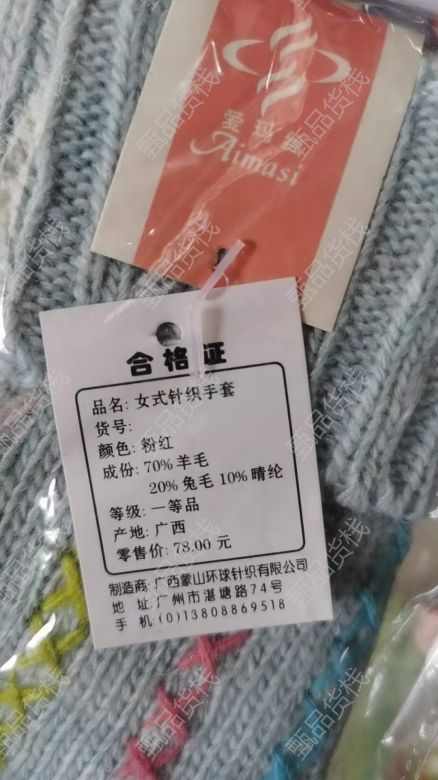 爱玛斯
Aimasi
合格证
品名: 女式针织手套
货号:
颜色: 粉红
成份: 70%羊毛
20%兔毛 10%晴纶
等级: 一等品
产地: 广西
零售价: 78.00 元
制造商: 广西蒙山环球针织有限公司
地 址: 广州市湛塘路74号
手 机(0)13808869518
甄品货栈